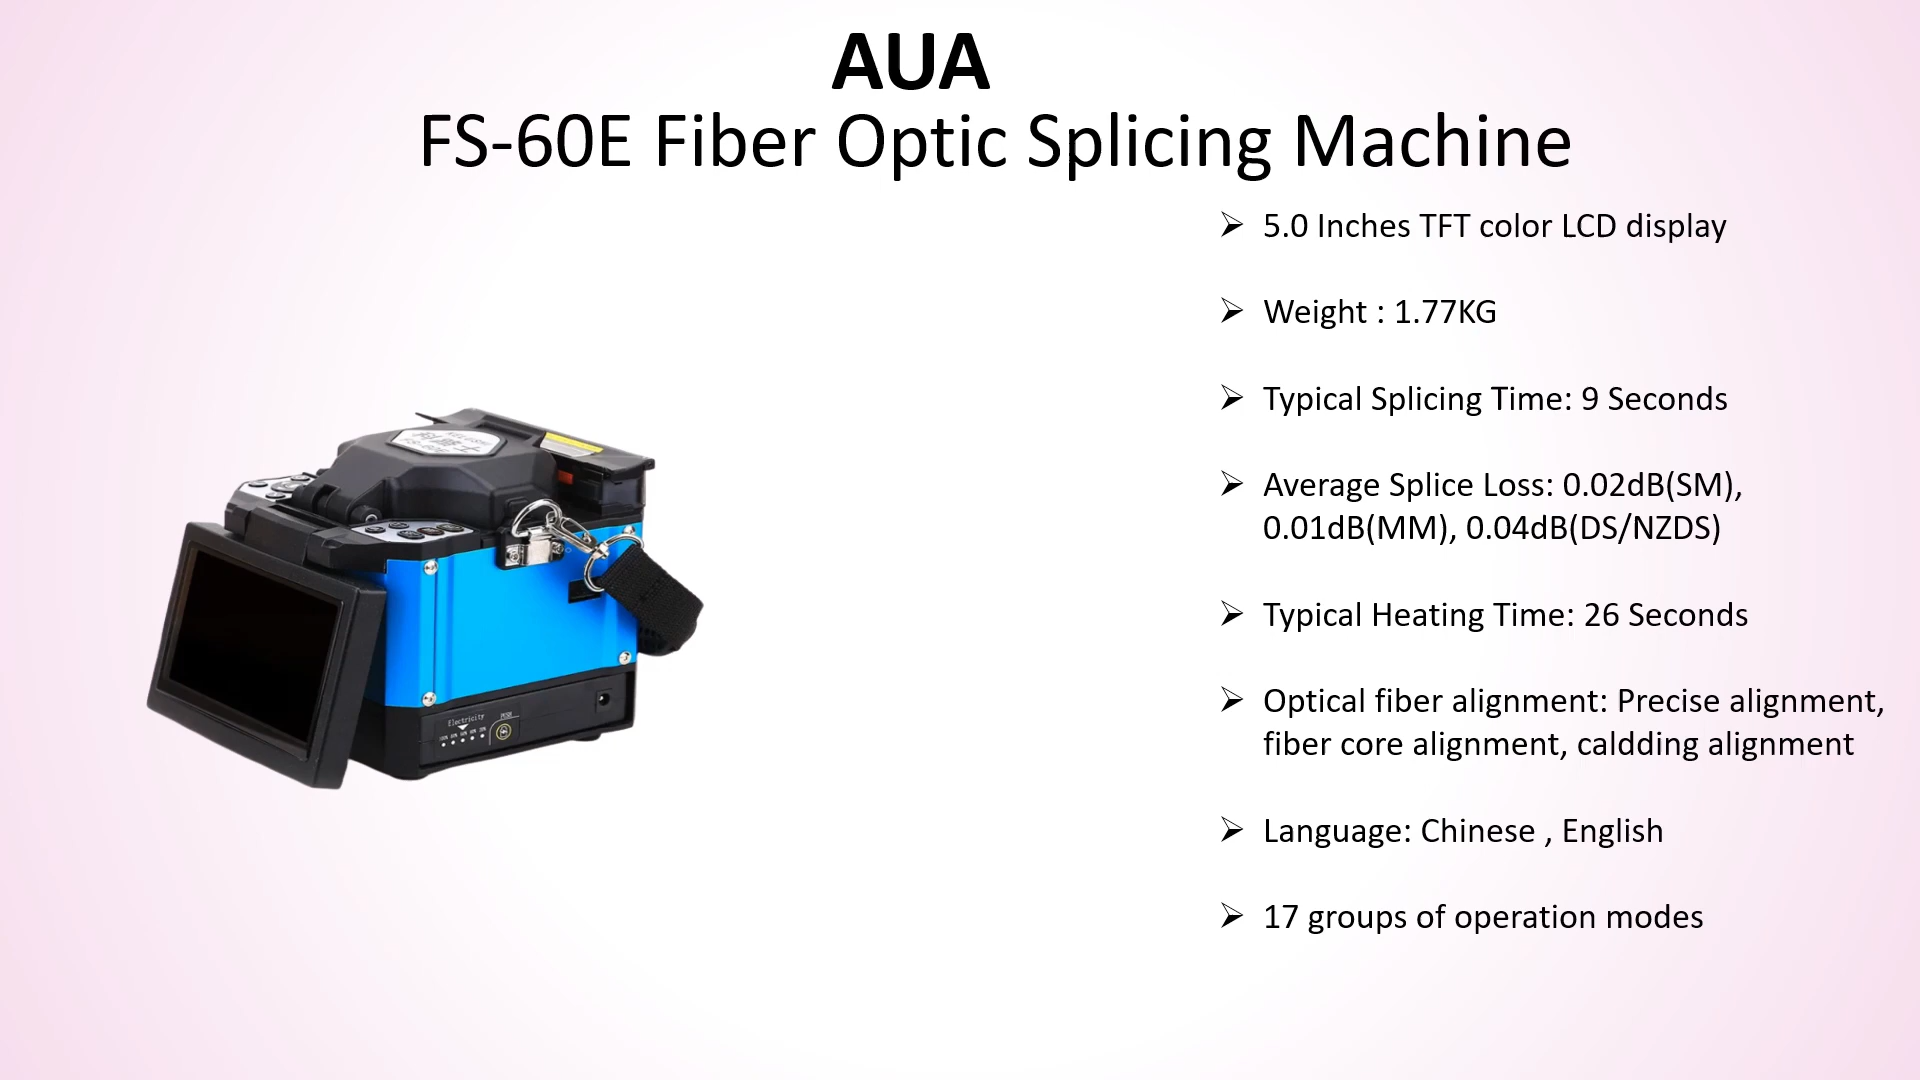 AUA
FS-60E Fiber Optic Splicing Machine
➢ 5.0 Inches TFT color LCD display
➢ Weight : 1.77KG
➢ Typical Splicing Time: 9 Seconds
➢ Average Splice Loss: 0.02dB(SM),
0.01dB(MM), 0.04dB(DS/NZDS)
➢ Typical Heating Time: 26 Seconds
➢ Optical fiber alignment: Precise alignment,
fiber core alignment, caldding alignment
➢ Language: Chinese , English
➢ 17 groups of operation modes
Electricity
PUSH